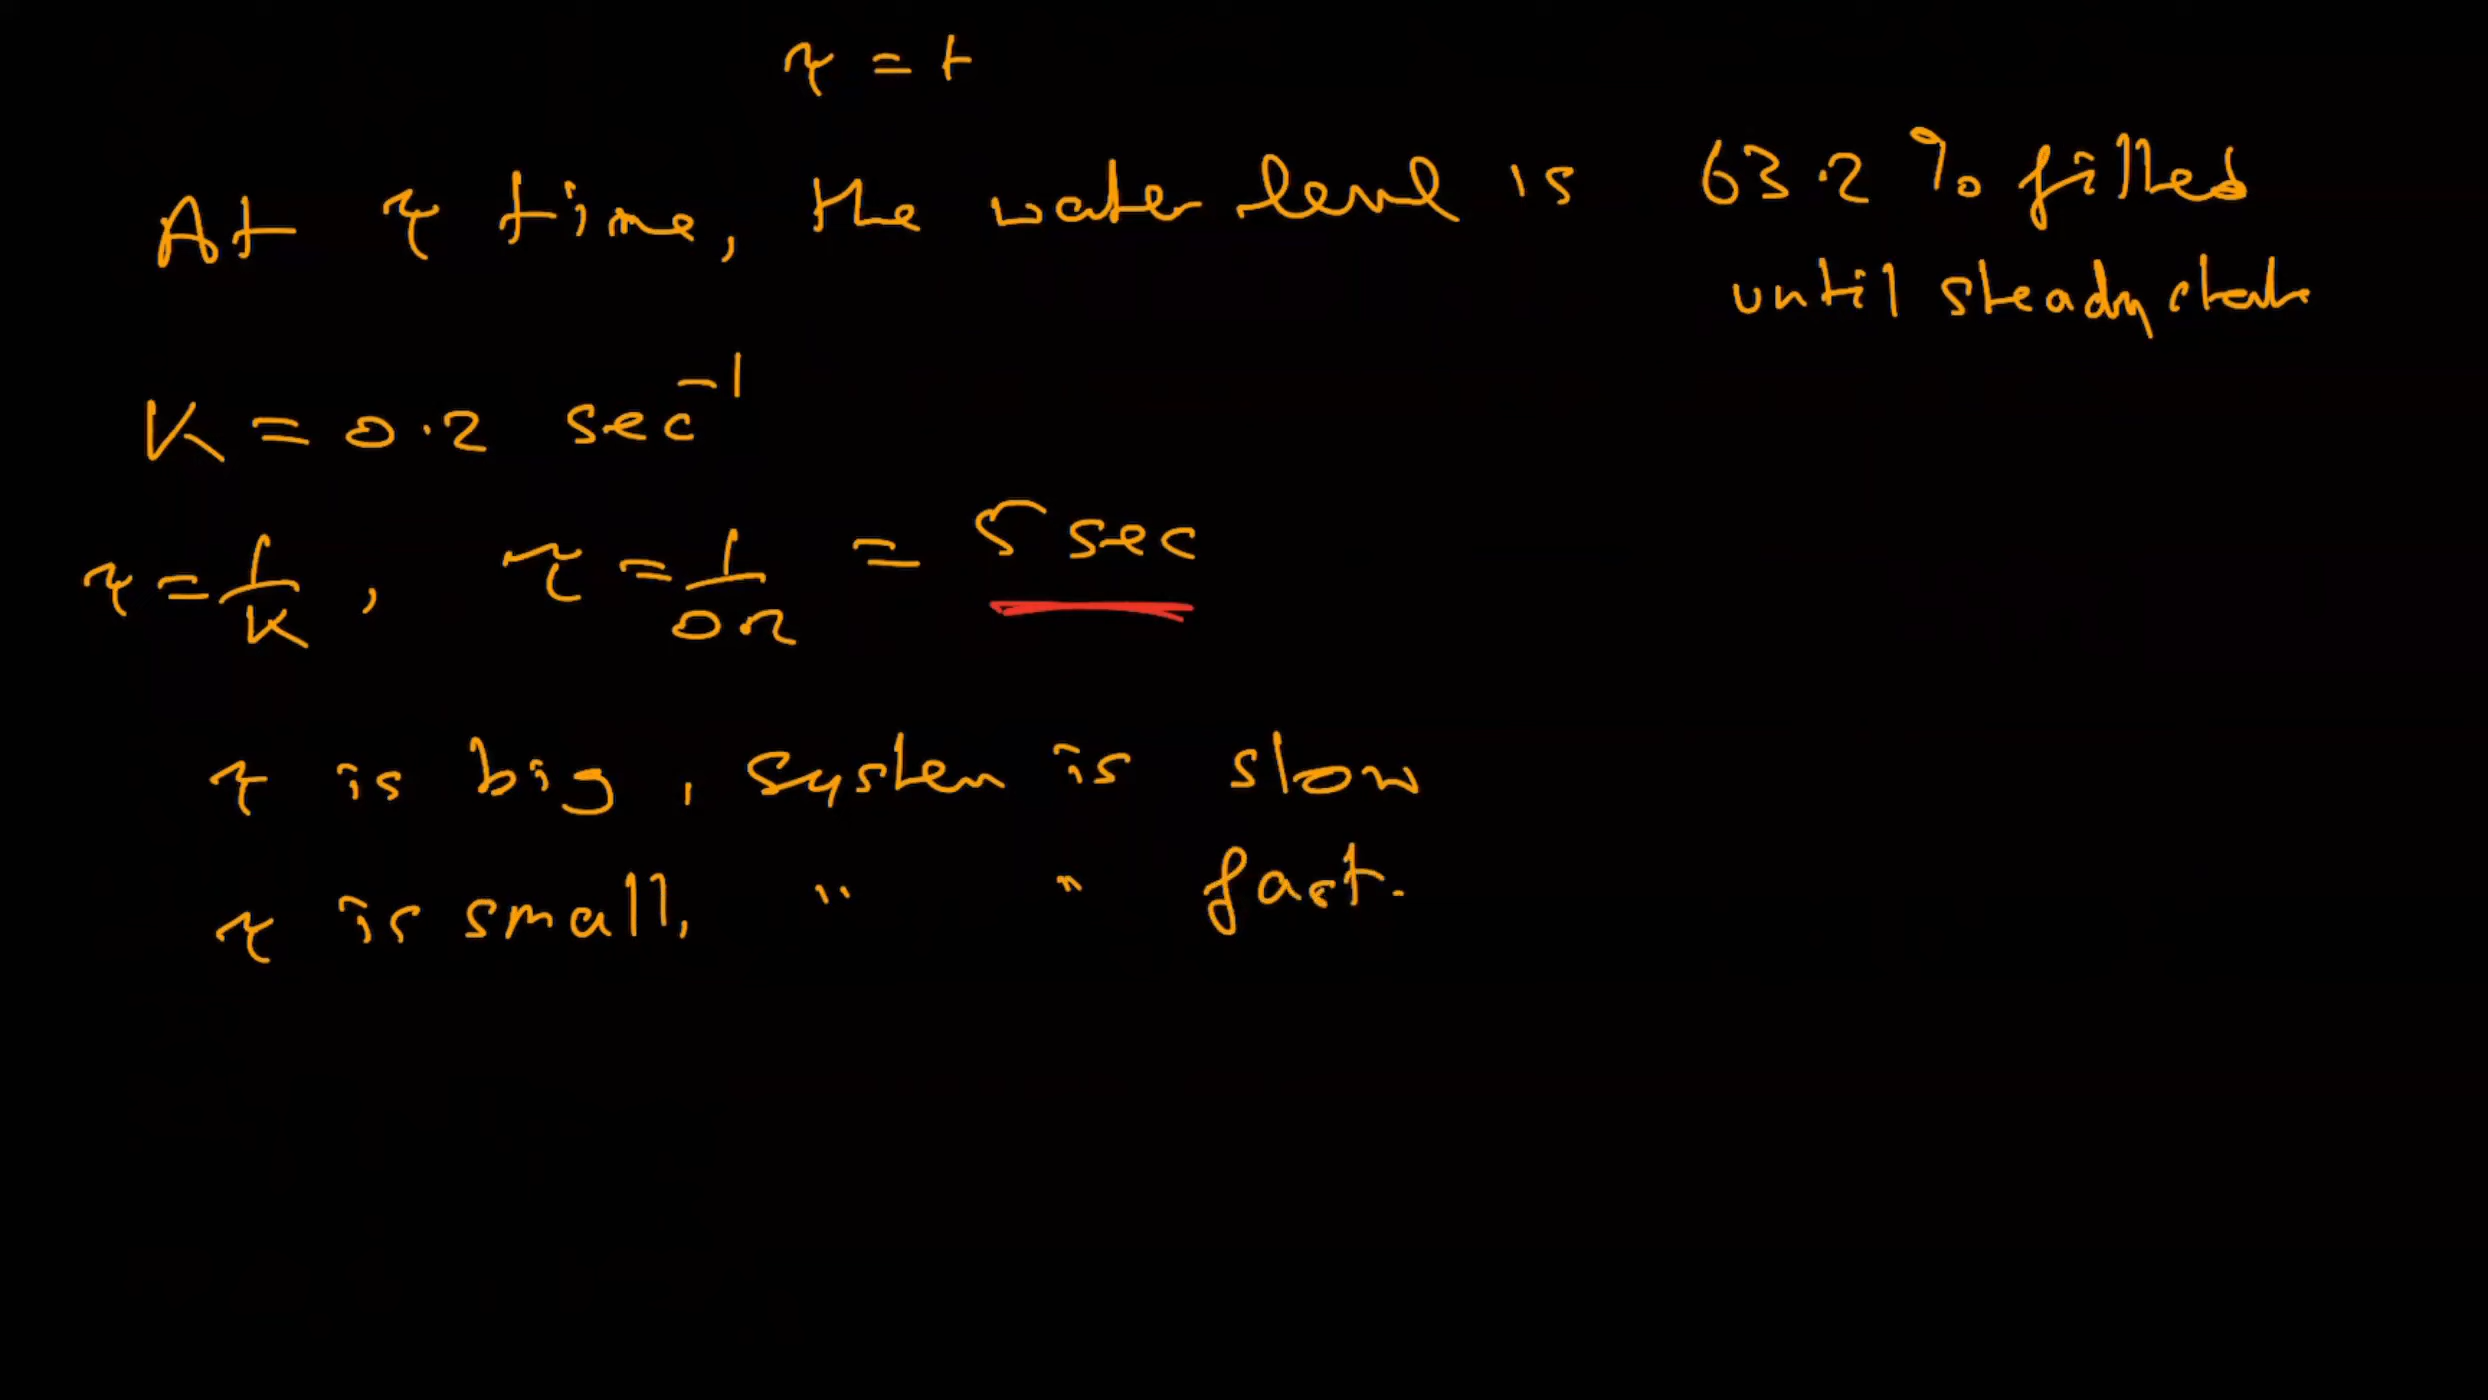 τ = t
At τ time, the water level is 63.2% filled
until steady state
K = 0.2 sec⁻¹
τ = 1/K, τ = 1/0.2 = 5 sec
τ is big, system is slow
τ is small, " " fast.